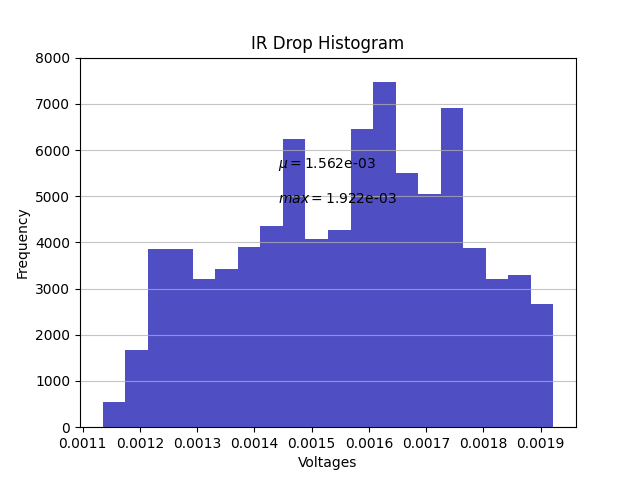 IR Drop Histogram
8000
7000
6000
5000
4000
3000
2000
1000
0
Frequency
μ = 1.562e-03
max = 1.922e-03
0.0011 0.0012 0.0013 0.0014 0.0015 0.0016 0.0017 0.0018 0.0019
Voltages